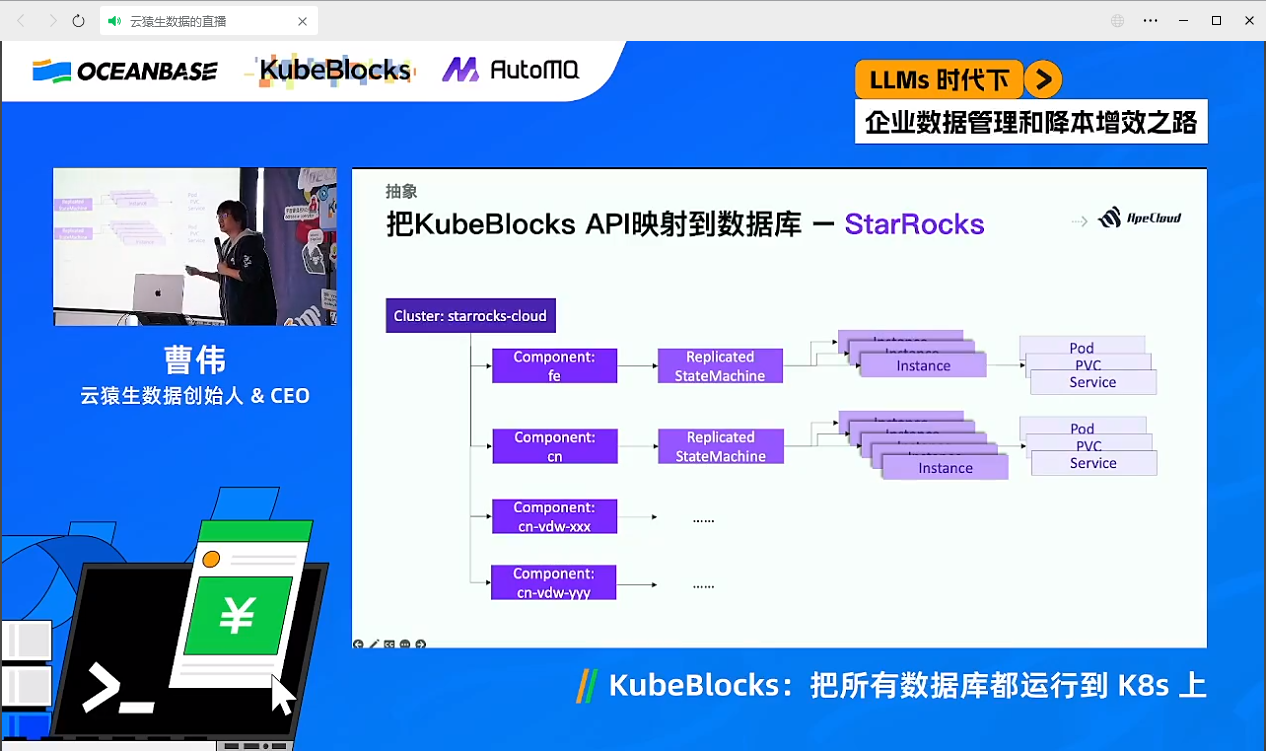 云猿生数据的直播
OCEANBASE
KubeBlocks
AutoMQ
LLMs 时代下
企业数据管理和降本增效之路
抽象
把KubeBlocks API映射到数据库 — StarRocks
ApeCloud
Cluster: starrocks-cloud
Component:
fe
Replicated
StateMachine
Instance
Instance
Instance
Pod
PVC
Service
Component:
cn
Replicated
StateMachine
Instance
Instance
Instance
Instance
Instance
Pod
PVC
Service
Component:
cn-vdw-xxx
......
Component:
cn-vdw-yyy
......
曹伟
云猿生数据创始人 & CEO
¥
>_
KubeBlocks：把所有数据库都运行到 K8s 上